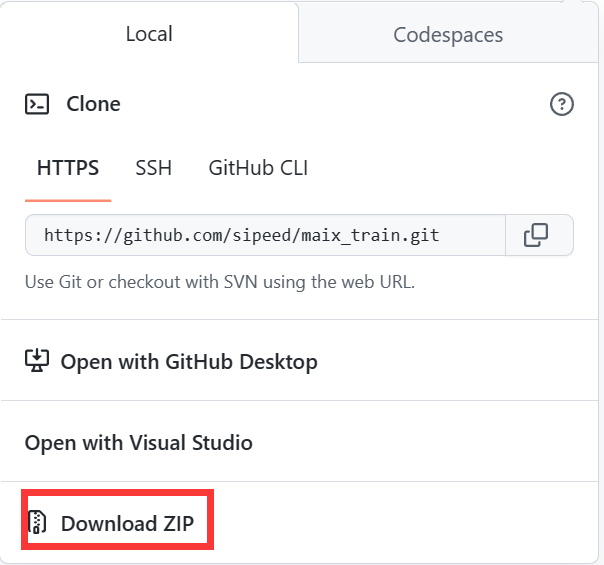 Local
Codespaces
Clone
HTTPS
SSH
GitHub CLI
https://github.com/sipeed/maix_train.git
Use Git or checkout with SVN using the web URL.
Open with GitHub Desktop
Open with Visual Studio
Download ZIP